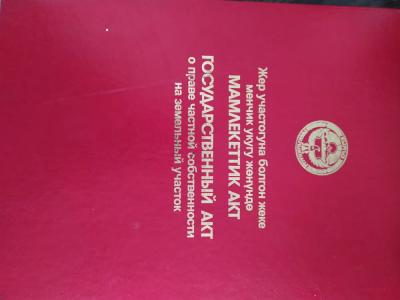 Жер участогуна болгон жеке
менчик укугу жөнүндө
МАМЛЕКЕТТИК АКТ
ГОСУДАРСТВЕННЫЙ АКТ
о праве частной собственности
на земельный участок